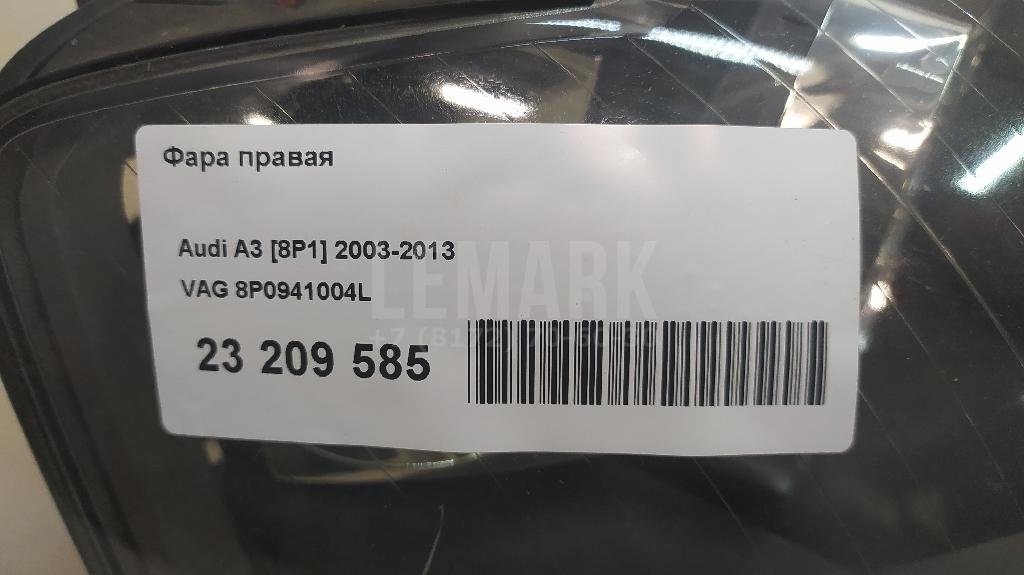 Фара правая
Audi A3 [8P1] 2003-2013
VAG 8P0941004L
LEMARK
23 209 585